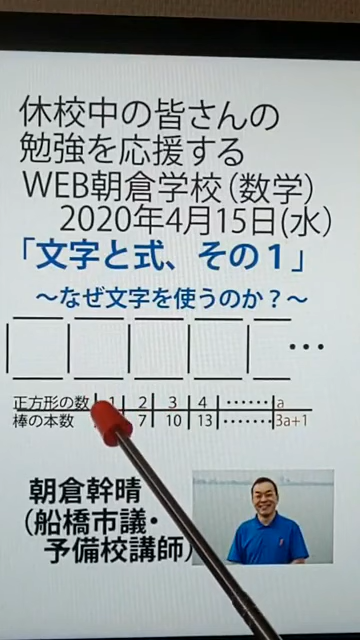 休校中の皆さんの
勉強を応援する
WEB朝倉学校（数学）
2020年4月15日(水)
「文字と式、その１」
～なぜ文字を使うのか？～
・・・
正方形の数 1 2 3 4 ・・・・・・ a
棒の本数 7 10 13 ・・・・・・・ 3a+1
朝倉幹晴
（船橋市議・
予備校講師）